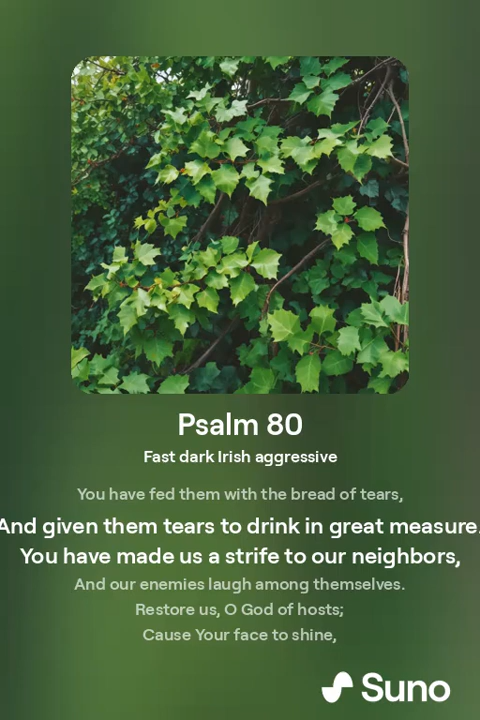 Psalm 80
Fast dark Irish aggressive
You have fed them with the bread of tears,
And given them tears to drink in great measure.
You have made us a strife to our neighbors,
And our enemies laugh among themselves.
Restore us, O God of hosts;
Cause Your face to shine,
Suno